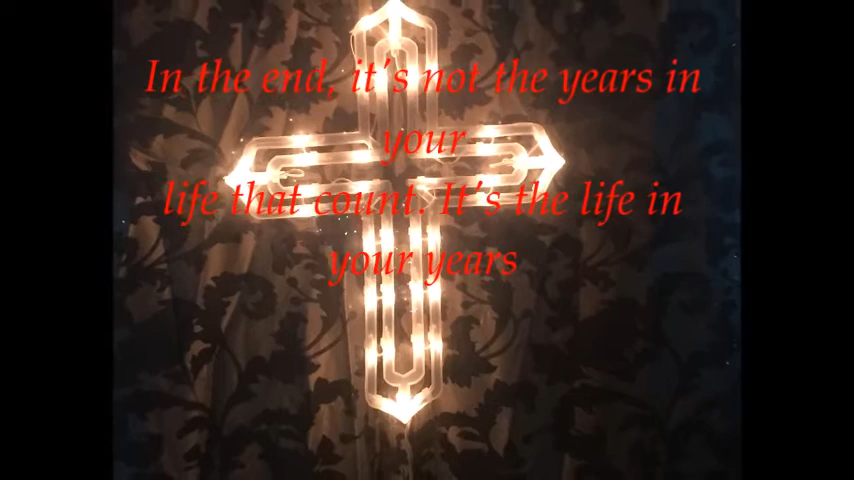 In the end, it's not the years in
your
life that count. It's the life in
your years